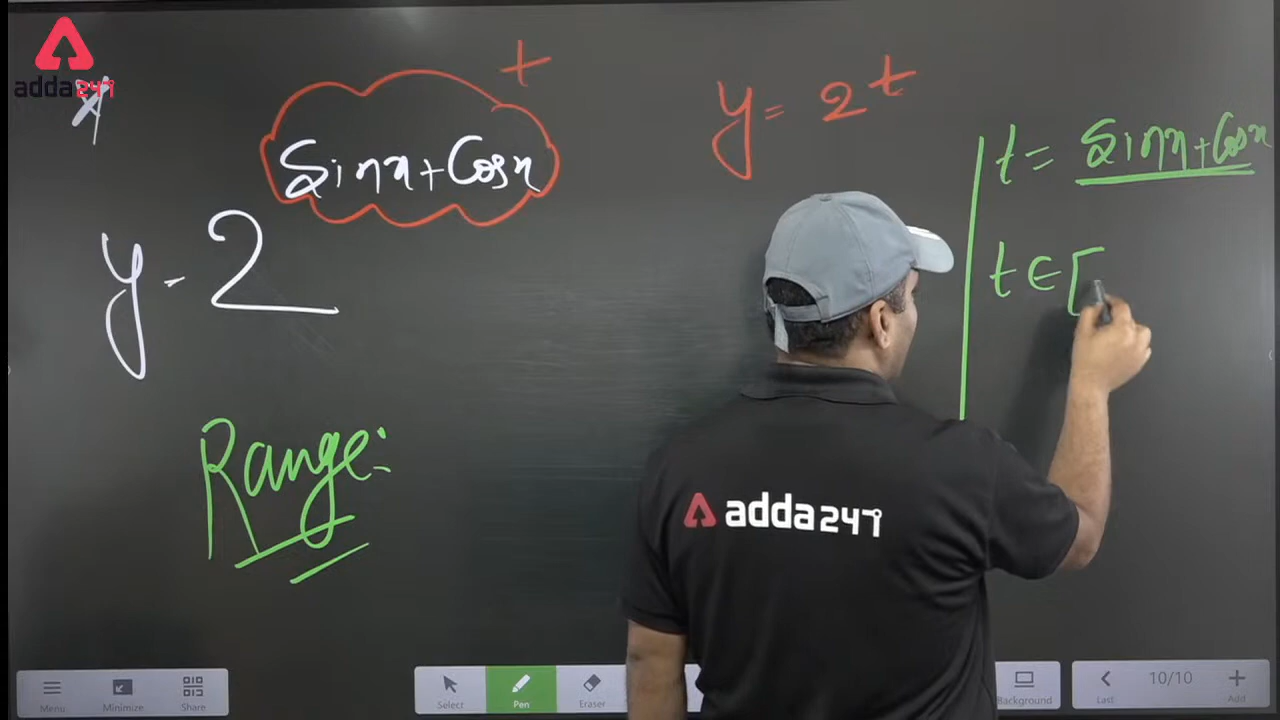 adda247
t
y = 2^t
Sinx+Cosx
t = Sinx+Cosx
y - 2
t ∈ [
Range:
adda247
Menu
Minimize
Share
Select
Pen
Eraser
Background
Last
10/10
Add